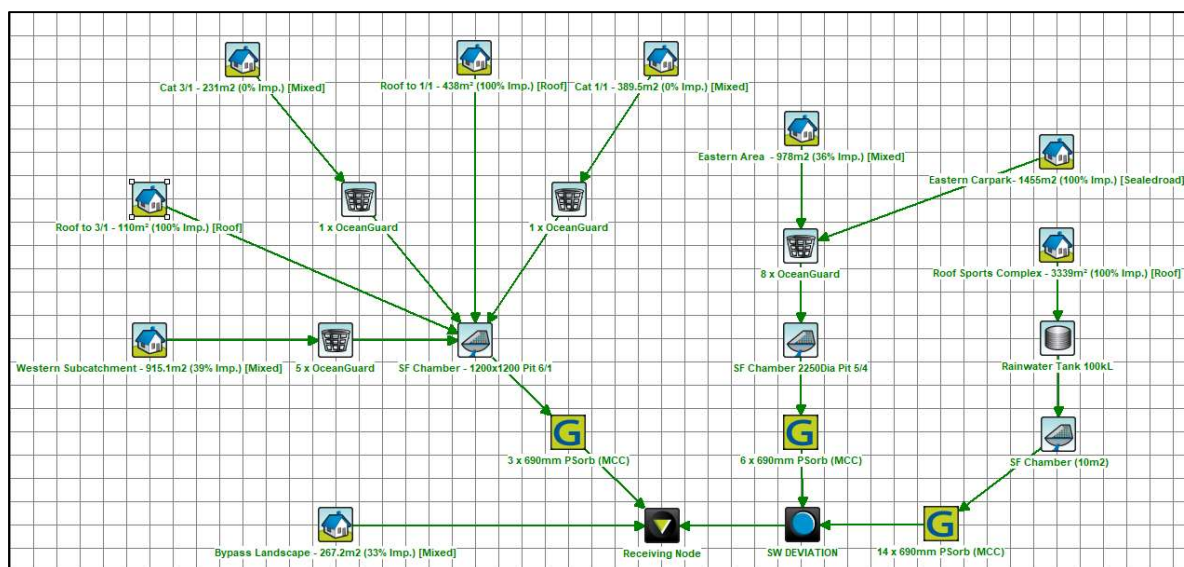 Cat 3/1 - 231m2 (0% Imp.) [Mixed]
Roof to 1/1 - 438m² (100% Imp.) [Roof]
Cat 1/1 - 389.5m2 (0% Imp.) [Mixed]
Eastern Area - 978m2 (36% Imp.) [Mixed]
Eastern Carpark- 1455m2 (100% Imp.) [Sealedroad]
Roof to 3/1 - 110m² (100% Imp.) [Roof]
1 x OceanGuard
1 x OceanGuard
8 x OceanGuard
Roof Sports Complex - 3339m² (100% Imp.) [Roof]
Western Subcatchment - 915.1m2 (39% Imp.) [Mixed]
5 x OceanGuard
SF Chamber - 1200x1200 Pit 6/1
SF Chamber 2250Dia Pit 5/4
Rainwater Tank 100kL
G
3 x 690mm PSorb (MCC)
G
6 x 690mm PSorb (MCC)
SF Chamber (10m2)
Bypass Landscape - 267.2m2 (33% Imp.) [Mixed]
Receiving Node
SW DEVIATION
G
14 x 690mm PSorb (MCC)